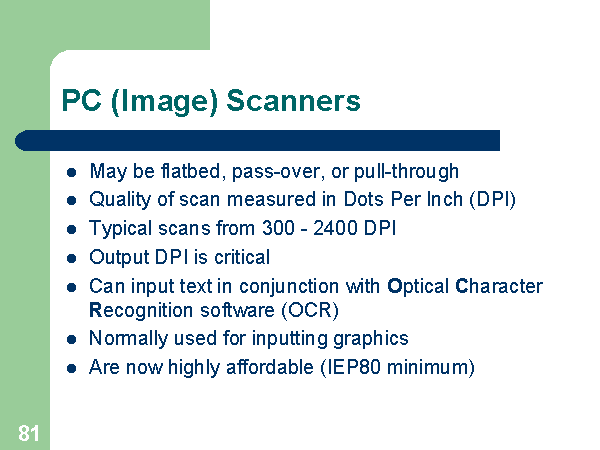 PC (Image) Scanners
May be flatbed, pass-over, or pull-through
Quality of scan measured in Dots Per Inch (DPI)
Typical scans from 300 - 2400 DPI
Output DPI is critical
Can input text in conjunction with Optical Character
Recognition software (OCR)
Normally used for inputting graphics
Are now highly affordable (IEP80 minimum)
81